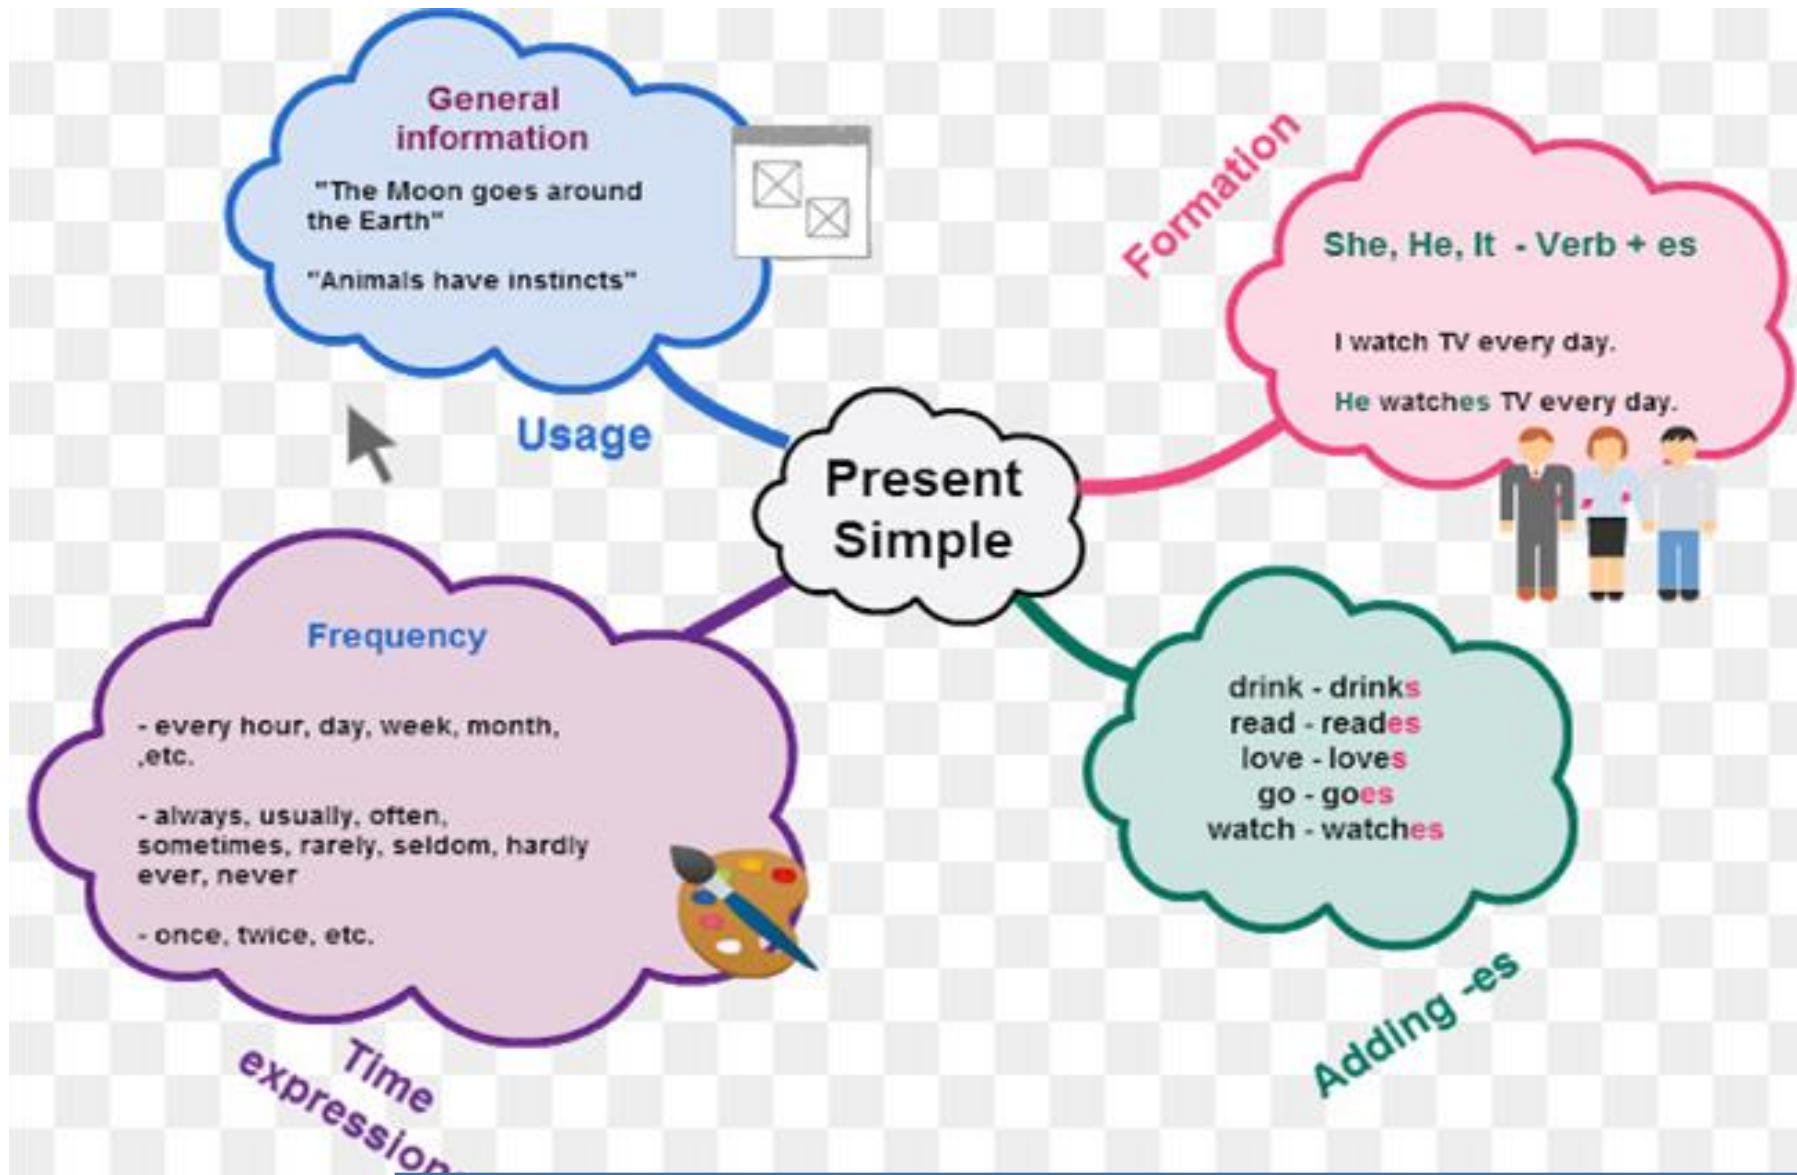 General
information
"The Moon goes around
the Earth"
"Animals have instincts"
Usage
Formation
She, He, It - Verb + es
I watch TV every day.
He watches TV every day.
Present
Simple
Frequency
- every hour, day, week, month,
,etc.
- always, usually, often,
sometimes, rarely, seldom, hardly
ever, never
- once, twice, etc.
Time
expressions
drink - drinks
read - reades
love - loves
go - goes
watch - watches
Adding -es